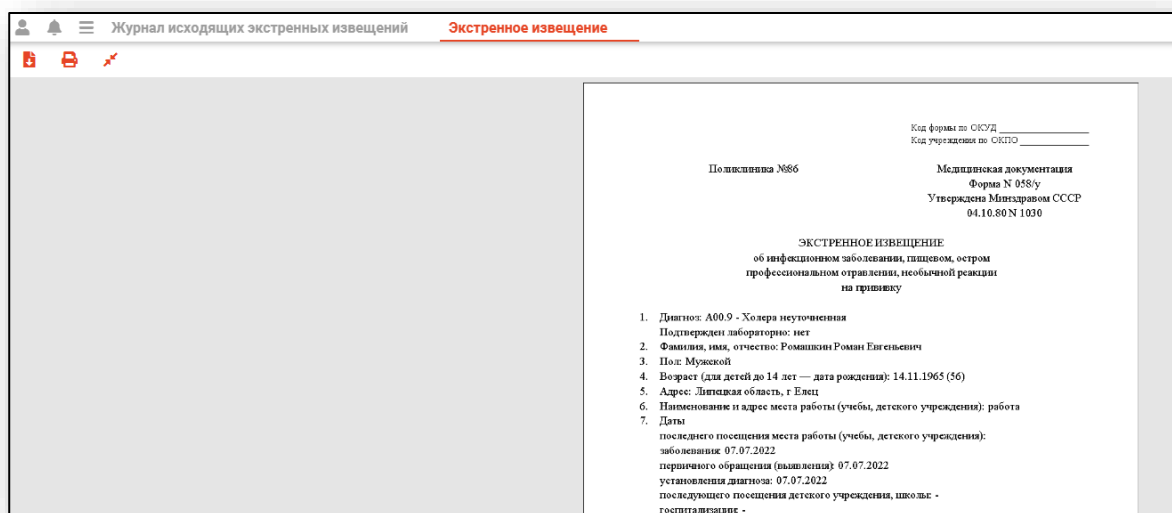 Журнал исходящих экстренных извещений Экстренное извещение
Код формы по ОКУД
Код учреждения по ОКПО
Поликлиника №86 Медицинская документация
Форма N 058/у
Утверждена Минздравом СССР
04.10.80 N 1030
ЭКСТРЕННОЕ ИЗВЕЩЕНИЕ
об инфекционном заболевании, пищевом, остром
профессиональном отравлении, необычной реакции
на прививку
1. Диагноз: A00.9 - Холера неуточненная
Подтвержден лабораторно: нет
2. Фамилия, имя, отчество: Ромашкин Роман Евгеньевич
3. Пол: Мужской
4. Возраст (для детей до 14 лет — дата рождения): 14.11.1965 (56)
5. Адрес: Липецкая область, г Елец
6. Наименование и адрес места работы (учебы, детского учреждения): работа
7. Даты
последнего посещения места работы (учебы, детского учреждения):
заболевания: 07.07.2022
первичного обращения (выявления): 07.07.2022
установления диагноза: 07.07.2022
последующего посещения детского учреждения, школы: -
госпитализации: -